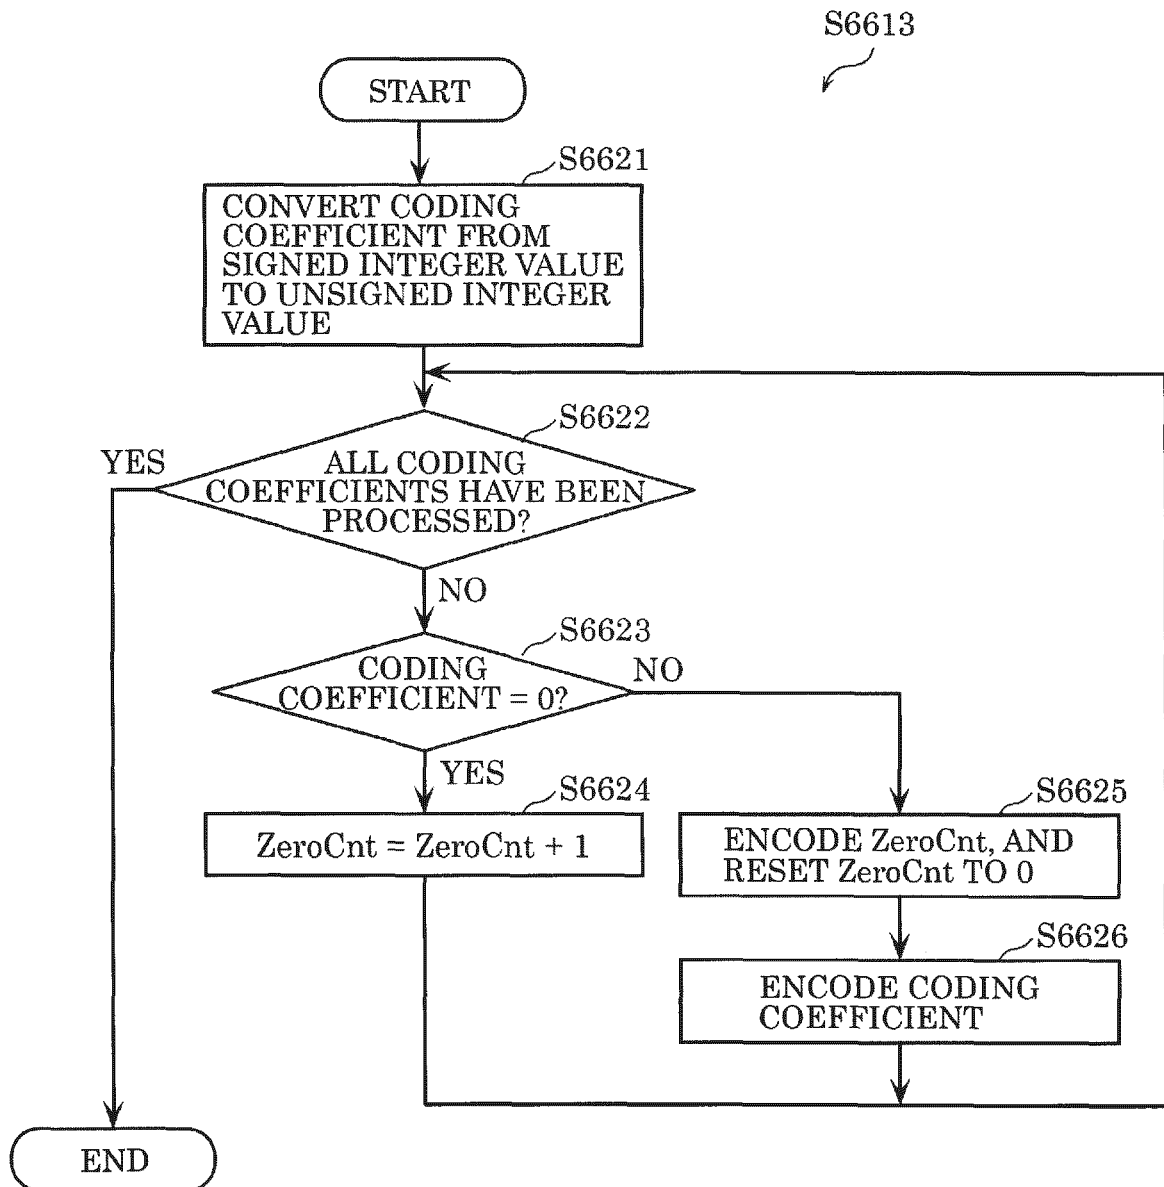 S6613
START
S6621
CONVERT CODING
COEFFICIENT FROM
SIGNED INTEGER VALUE
TO UNSIGNED INTEGER
VALUE
S6622
YES
ALL CODING
COEFFICIENTS HAVE BEEN
PROCESSED?
NO
S6623
CODING
COEFFICIENT = 0?
NO
YES
S6624
ZeroCnt = ZeroCnt + 1
S6625
ENCODE ZeroCnt, AND
RESET ZeroCnt TO 0
S6626
ENCODE CODING
COEFFICIENT
END